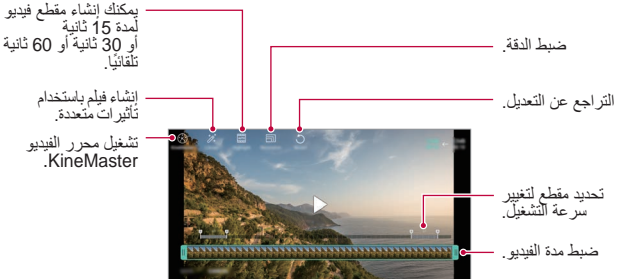 يمكنك إنشاء مقطع فيديو
لمدة 15 ثانية
أو 30 ثانية أو 60 ثانية
تلقائيًا.
إنشاء فيلم باستخدام
تأثيرات متعددة.
تشغيل محرر الفيديو
KineMaster.
ضبط الدقة.
التراجع عن التعديل.
تحديد مقطع لتغيير
سرعة التشغيل.
ضبط مدة الفيديو.